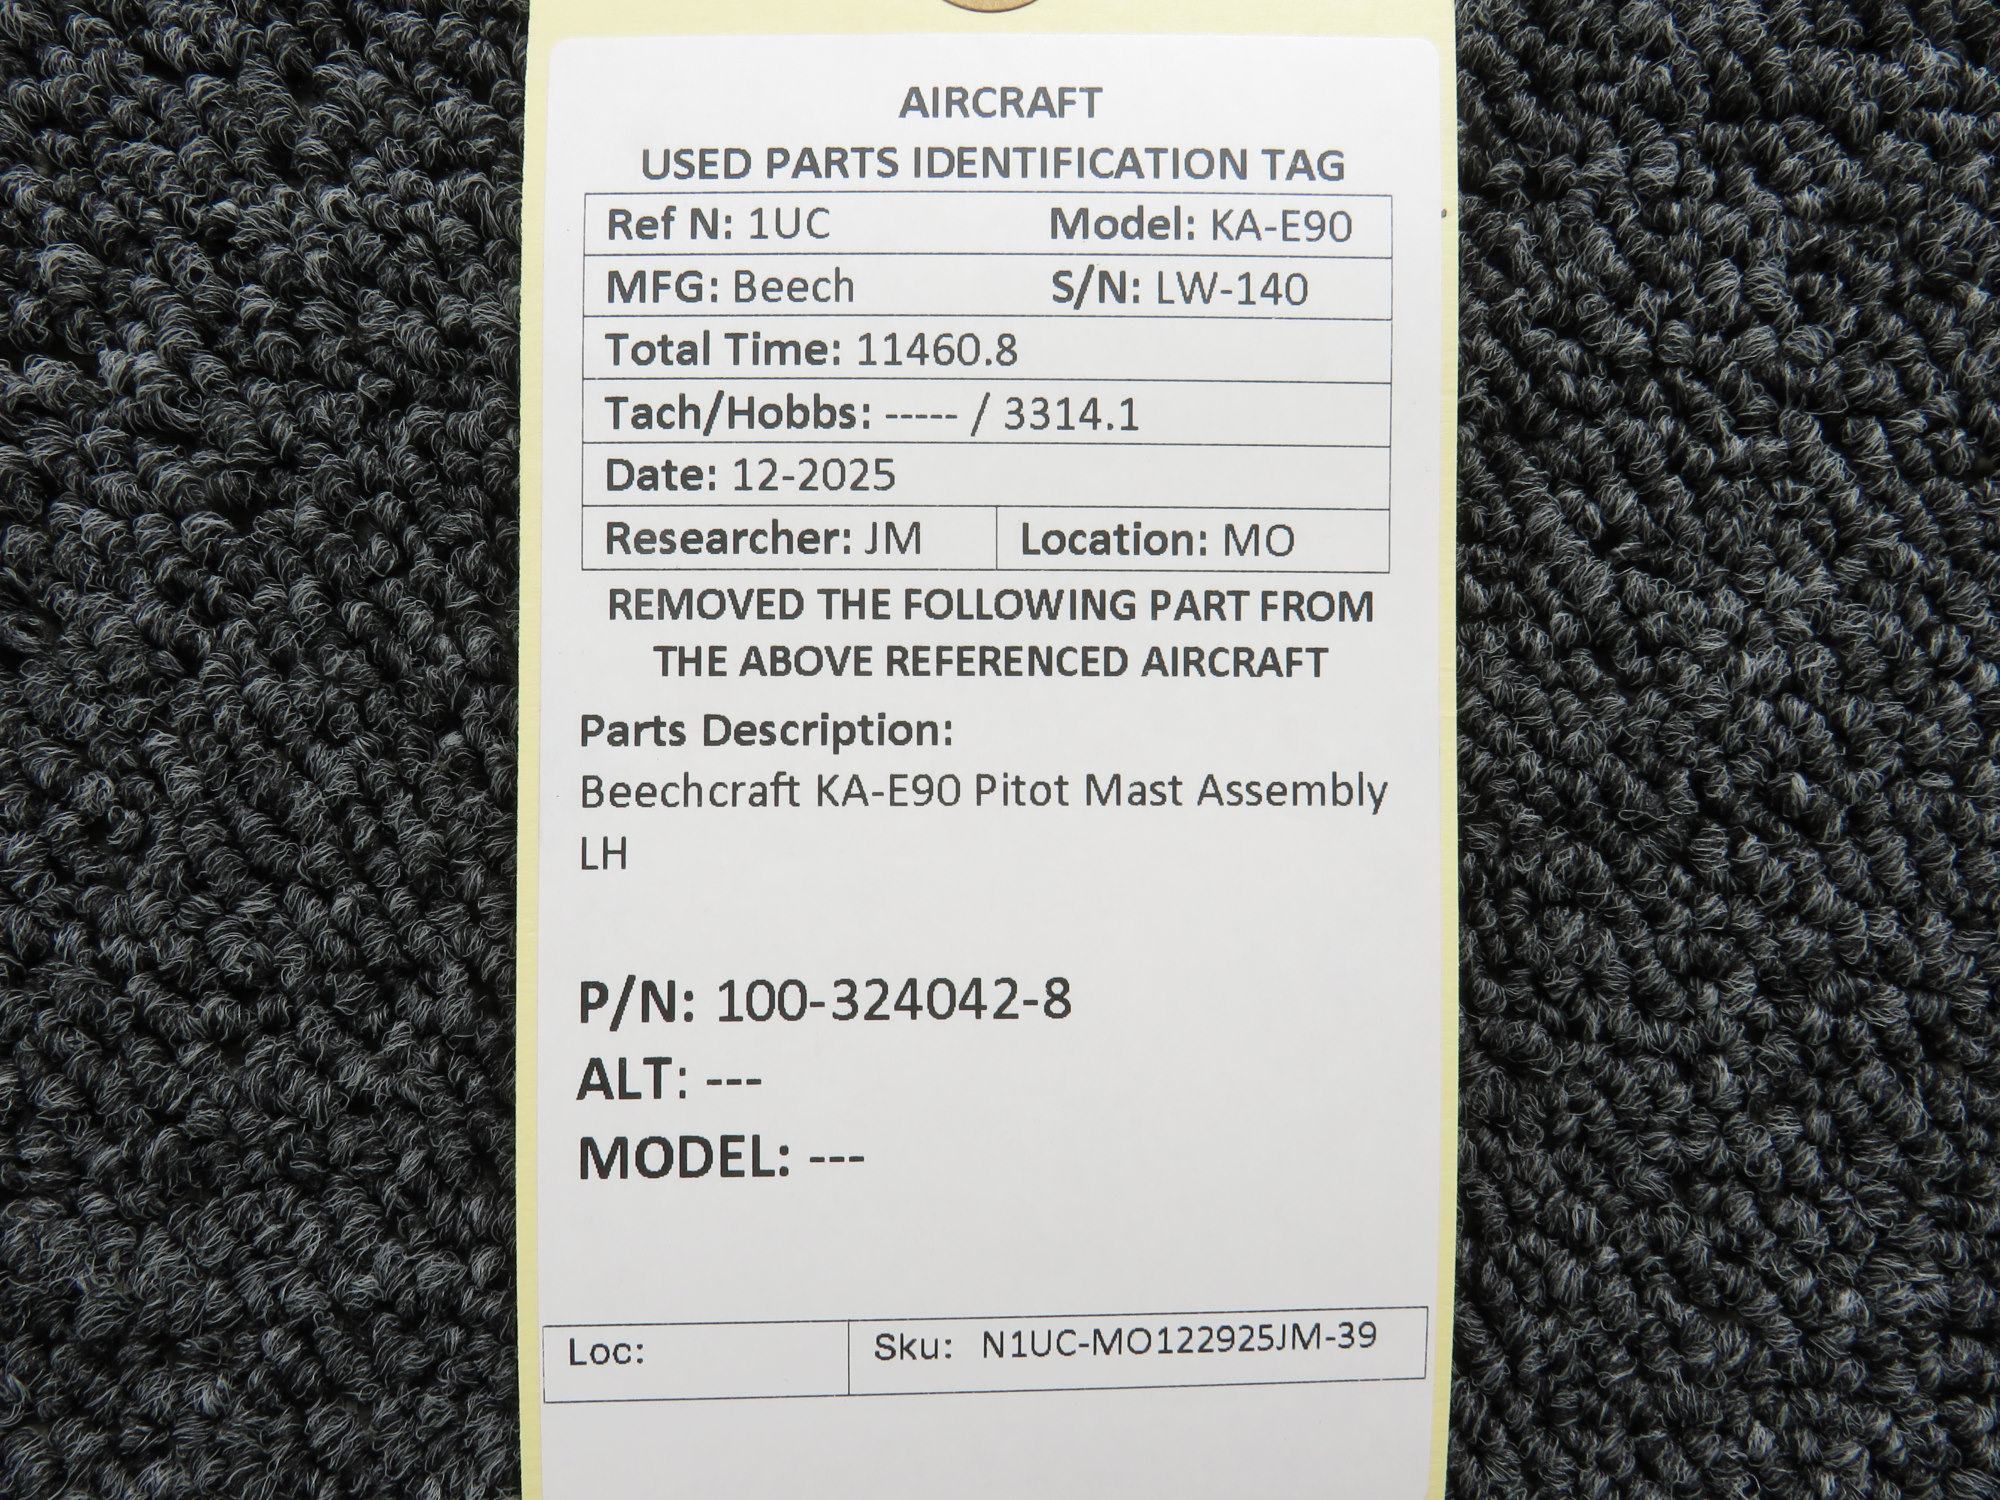 AIRCRAFT
USED PARTS IDENTIFICATION TAG
Ref N: 1UC Model: KA-E90
MFG: Beech S/N: LW-140
Total Time: 11460.8
Tach/Hobbs: ----- / 3314.1
Date: 12-2025
Researcher: JM Location: MO
REMOVED THE FOLLOWING PART FROM
THE ABOVE REFERENCED AIRCRAFT
Parts Description:
Beechcraft KA-E90 Pitot Mast Assembly
LH
P/N: 100-324042-8
ALT: ---
MODEL: ---
Loc: Sku: N1UC-MO122925JM-39